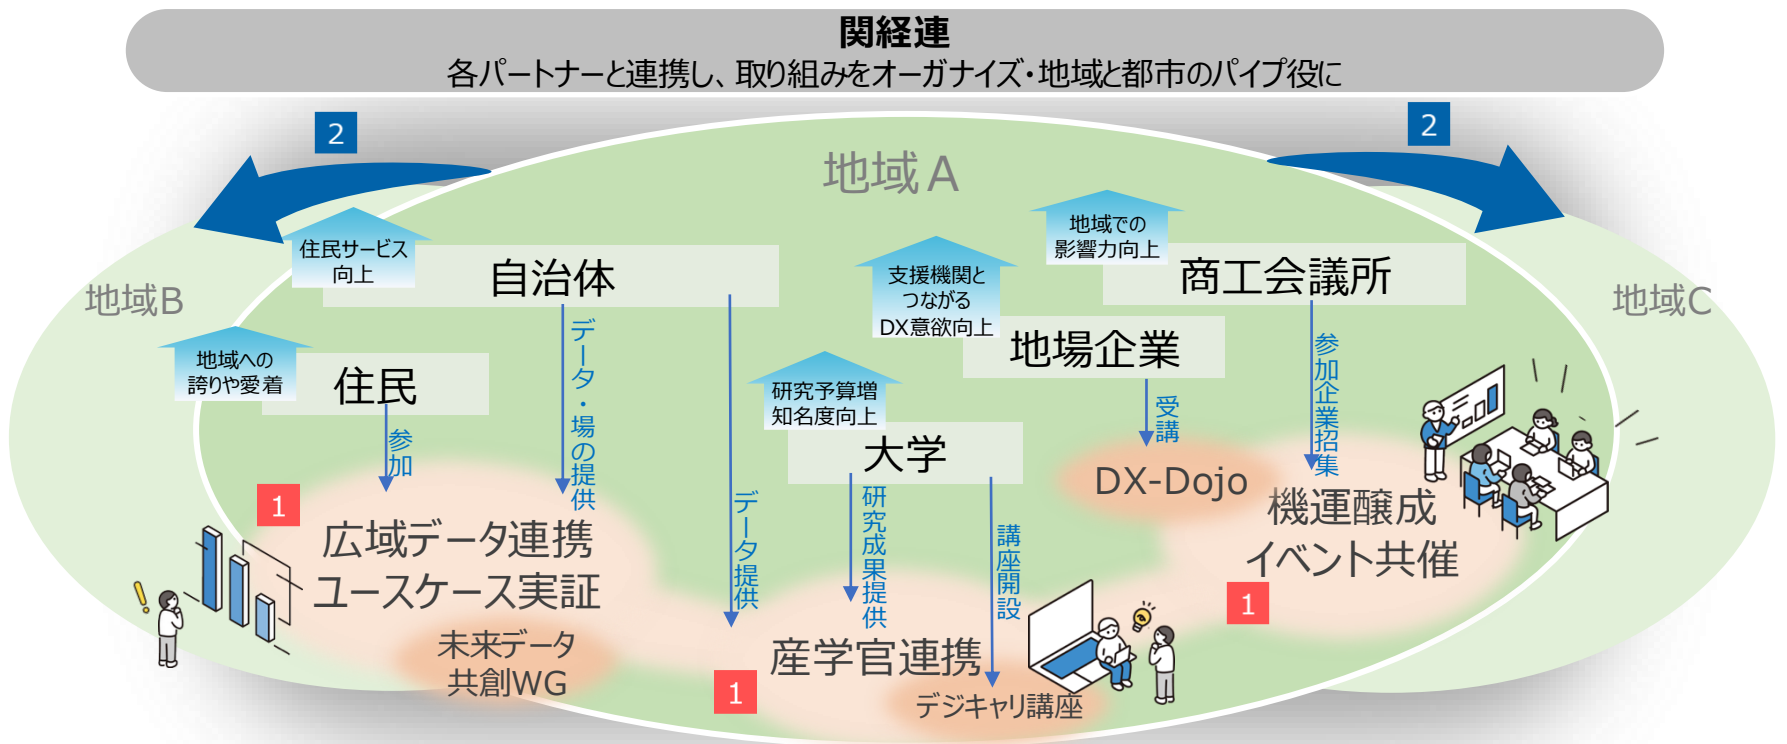 関経連
各パートナーと連携し、取り組みをオーガナイズ・地域と都市のパイプ役に
2
2
地域A
地域B
地域C
住民サービス
向上
自治体
地域への
誇りや愛着
住民
支援機関と
つながる
DX意欲向上
地場企業
地域での
影響力向上
商工会議所
研究予算増
知名度向上
大学
参加
データ・場の提供
データ提供
研究成果提供
講座開設
受講
参加企業招集
1
広域データ連携
ユースケース実証
未来データ
共創WG
1
産学官連携
デジキャリ講座
DX-Dojo
機運醸成
イベント共催
1